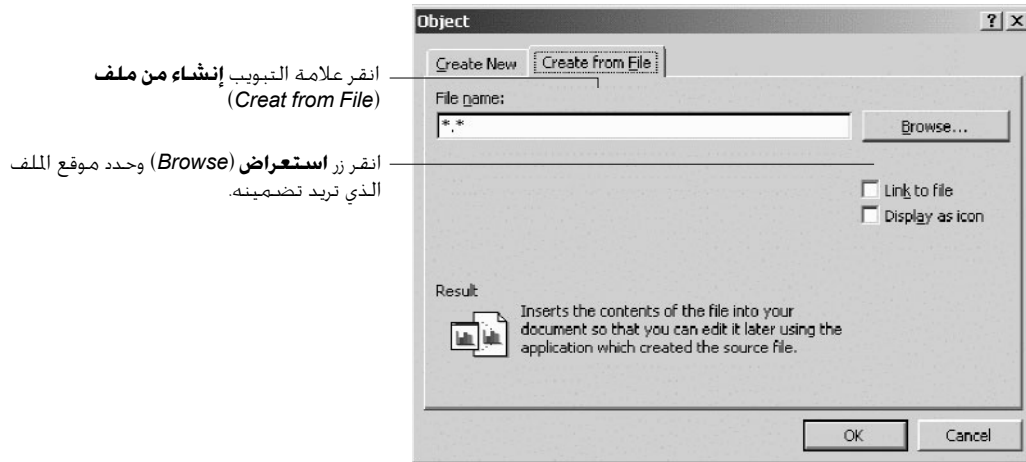 Object
Create New
Create from File
File name:
*.*
Browse...
Link to file
Display as icon
Result
Inserts the contents of the file into your
document so that you can edit it later using the
application which created the source file.
OK
Cancel
انقر علامة التبويب إنشاء من ملف
(Creat from File)
انقر زر استعراض (Browse) وحدد موقع الملف
الذي تريد تضمينه.